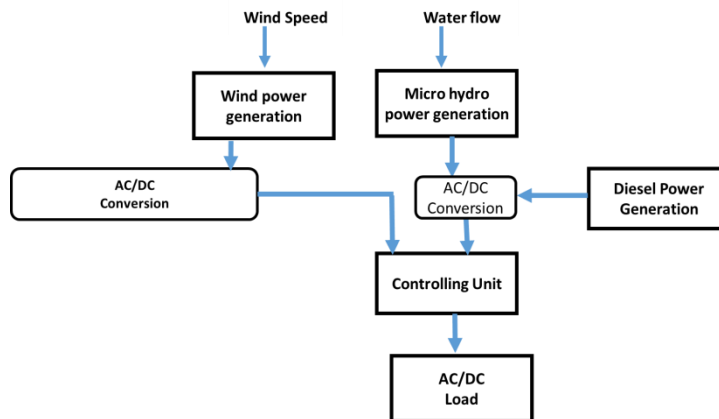 Wind Speed
Water flow
Wind power
generation
Micro hydro
power generation
AC/DC
Conversion
AC/DC
Conversion
Diesel Power
Generation
Controlling Unit
AC/DC
Load